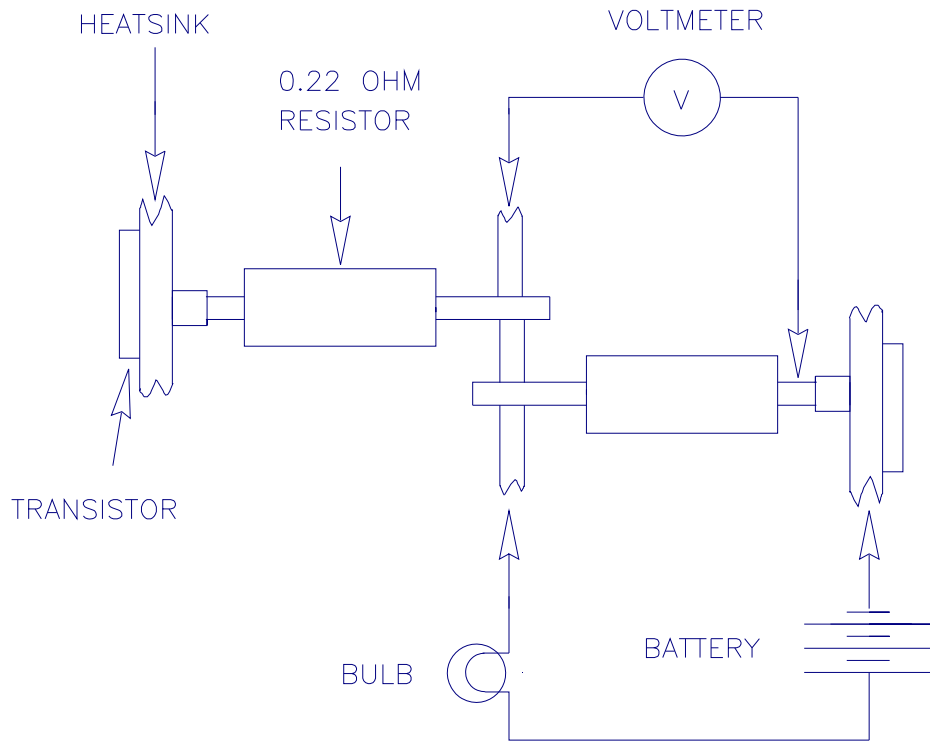 HEATSINK
VOLTMETER
0.22 OHM
RESISTOR
V
TRANSISTOR
BATTERY
BULB